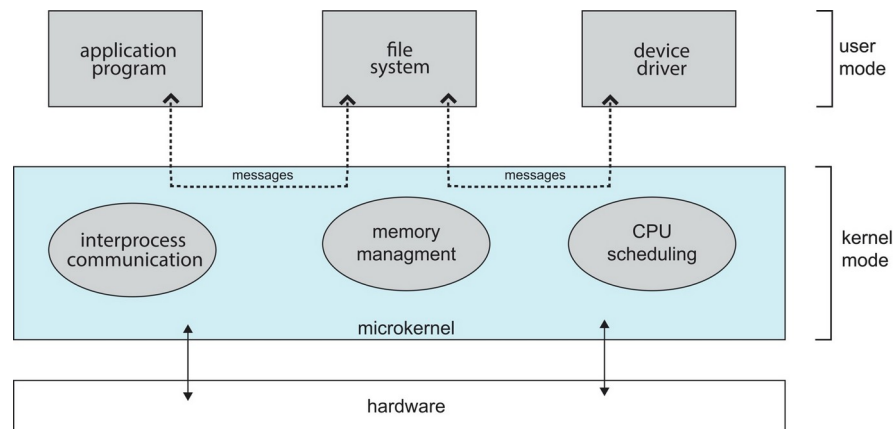 application
program
file
system
device
driver
user
mode
messages
messages
interprocess
communication
memory
managment
CPU
scheduling
kernel
mode
microkernel
hardware